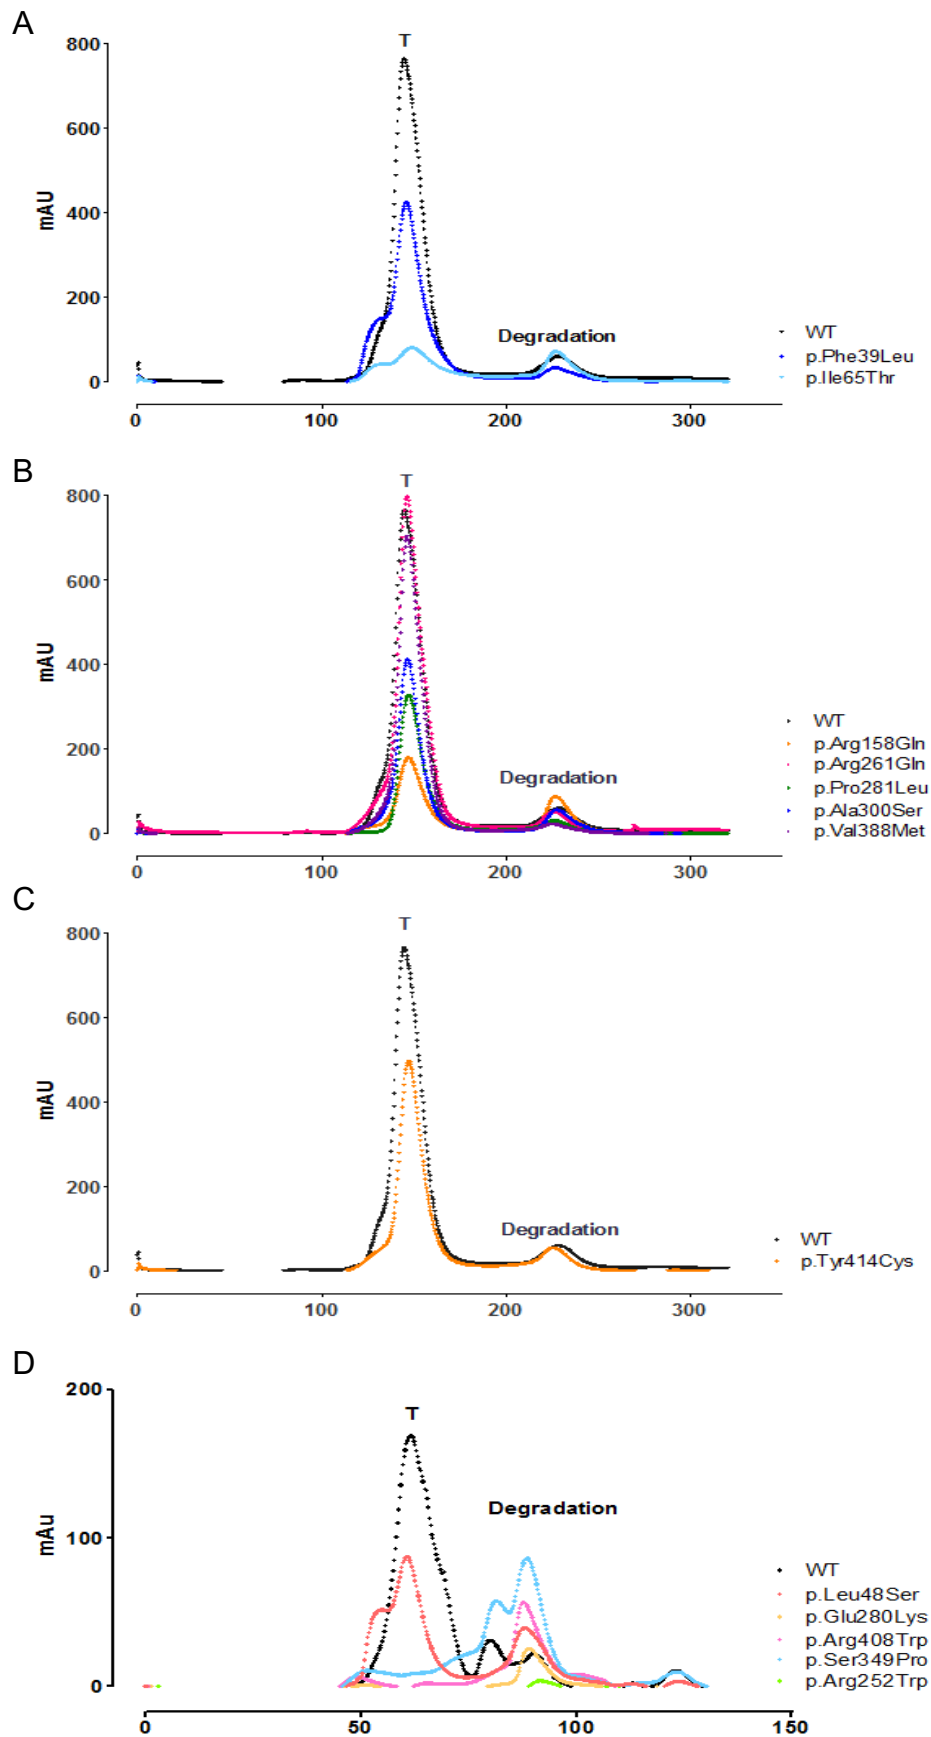 A
T
800
600
400
200
0
mAU
Degradation
WT
p.Phe39Leu
p.Ile65Thr
0 100 200 300
B
T
800
600
400
200
0
mAU
Degradation
WT
p.Arg158Gln
p.Arg261Gln
p.Pro281Leu
p.Ala300Ser
p.Val388Met
0 100 200 300
C
T
800
600
400
200
0
mAU
Degradation
WT
p.Tyr414Cys
0 100 200 300
D
T
200
100
0
mAu
Degradation
WT
p.Leu48Ser
p.Glu280Lys
p.Arg408Trp
p.Ser349Pro
p.Arg252Trp
0 50 100 150